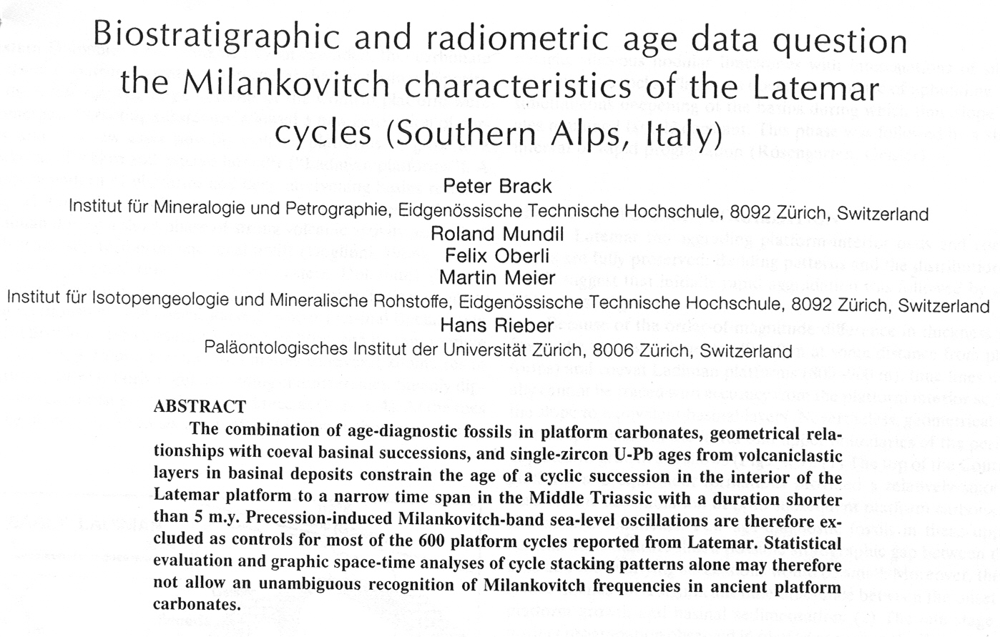 Biostratigraphic and radiometric age data question
the Milankovitch characteristics of the Latemar
cycles (Southern Alps, Italy)
Peter Brack
Institut für Mineralogie und Petrographie, Eidgenössische Technische Hochschule, 8092 Zürich, Switzerland
Roland Mundil
Felix Oberli
Martin Meier
Institut für Isotopengeologie und Mineralische Rohstoffe, Eidgenössische Technische Hochschule, 8092 Zürich, Switzerland
Hans Rieber
Paläontologisches Institut der Universität Zürich, 8006 Zürich, Switzerland
ABSTRACT
The combination of age-diagnostic fossils in platform carbonates, geometrical rela-
tionships with coeval basinal successions, and single-zircon U-Pb ages from volcaniclastic
layers in basinal deposits constrain the age of a cyclic succession in the interior of the
Latemar platform to a narrow time span in the Middle Triassic with a duration shorter
than 5 m.y. Precession-induced Milankovitch-band sea-level oscillations are therefore ex-
cluded as controls for most of the 600 platform cycles reported from Latemar. Statistical
evaluation and graphic space-time analyses of cycle stacking patterns alone may therefore
not allow an unambiguous recognition of Milankovitch frequencies in ancient platform
carbonates.